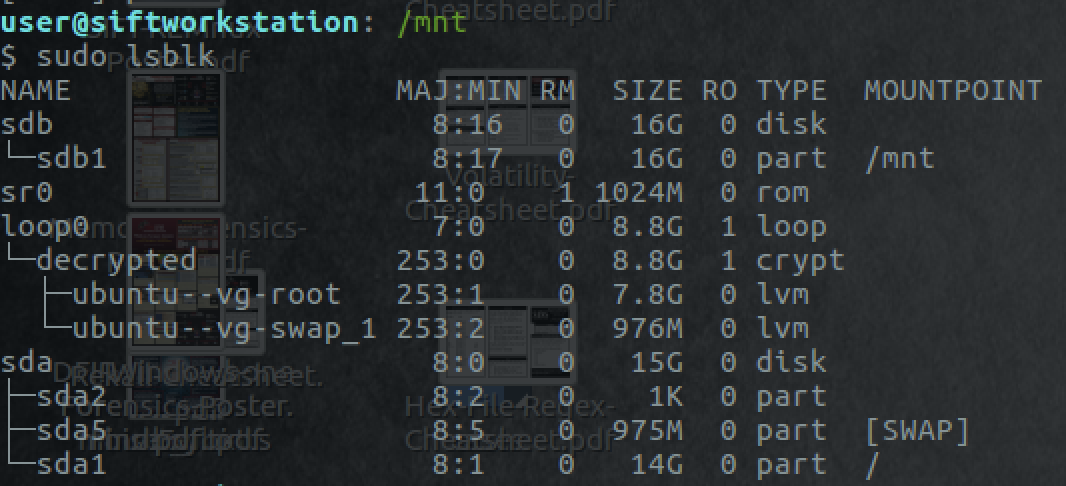 Cheatsheet.pdf
user@siftworkstation: /mnt
$ sudo lsblk
NAME MAJ:MIN RM SIZE RO TYPE MOUNTPOINT
sdb 8:16 0 16G 0 disk
└─sdb1 8:17 0 16G 0 part /mnt
Volatility-
sr0 11:0 1 1024M 0 rom
Cheatsheet.pdf
loop0 7:0 0 8.8G 1 loop
└─decrypted 253:0 0 8.8G 1 crypt
├─ubuntu--vg-root 253:1 0 7.8G 0 lvm
└─ubuntu--vg-swap_1 253:2 0 976M 0 lvm
sda 8:0 0 15G 0 disk
├─sda2 8:2 0 1K 0 part
Forensics-Poster.
Hex-File-Regex-
├─sda5 8:5 0 975M 0 part [SWAP]
Cheatsheet.pdf
└─sda1 8:1 0 14G 0 part /